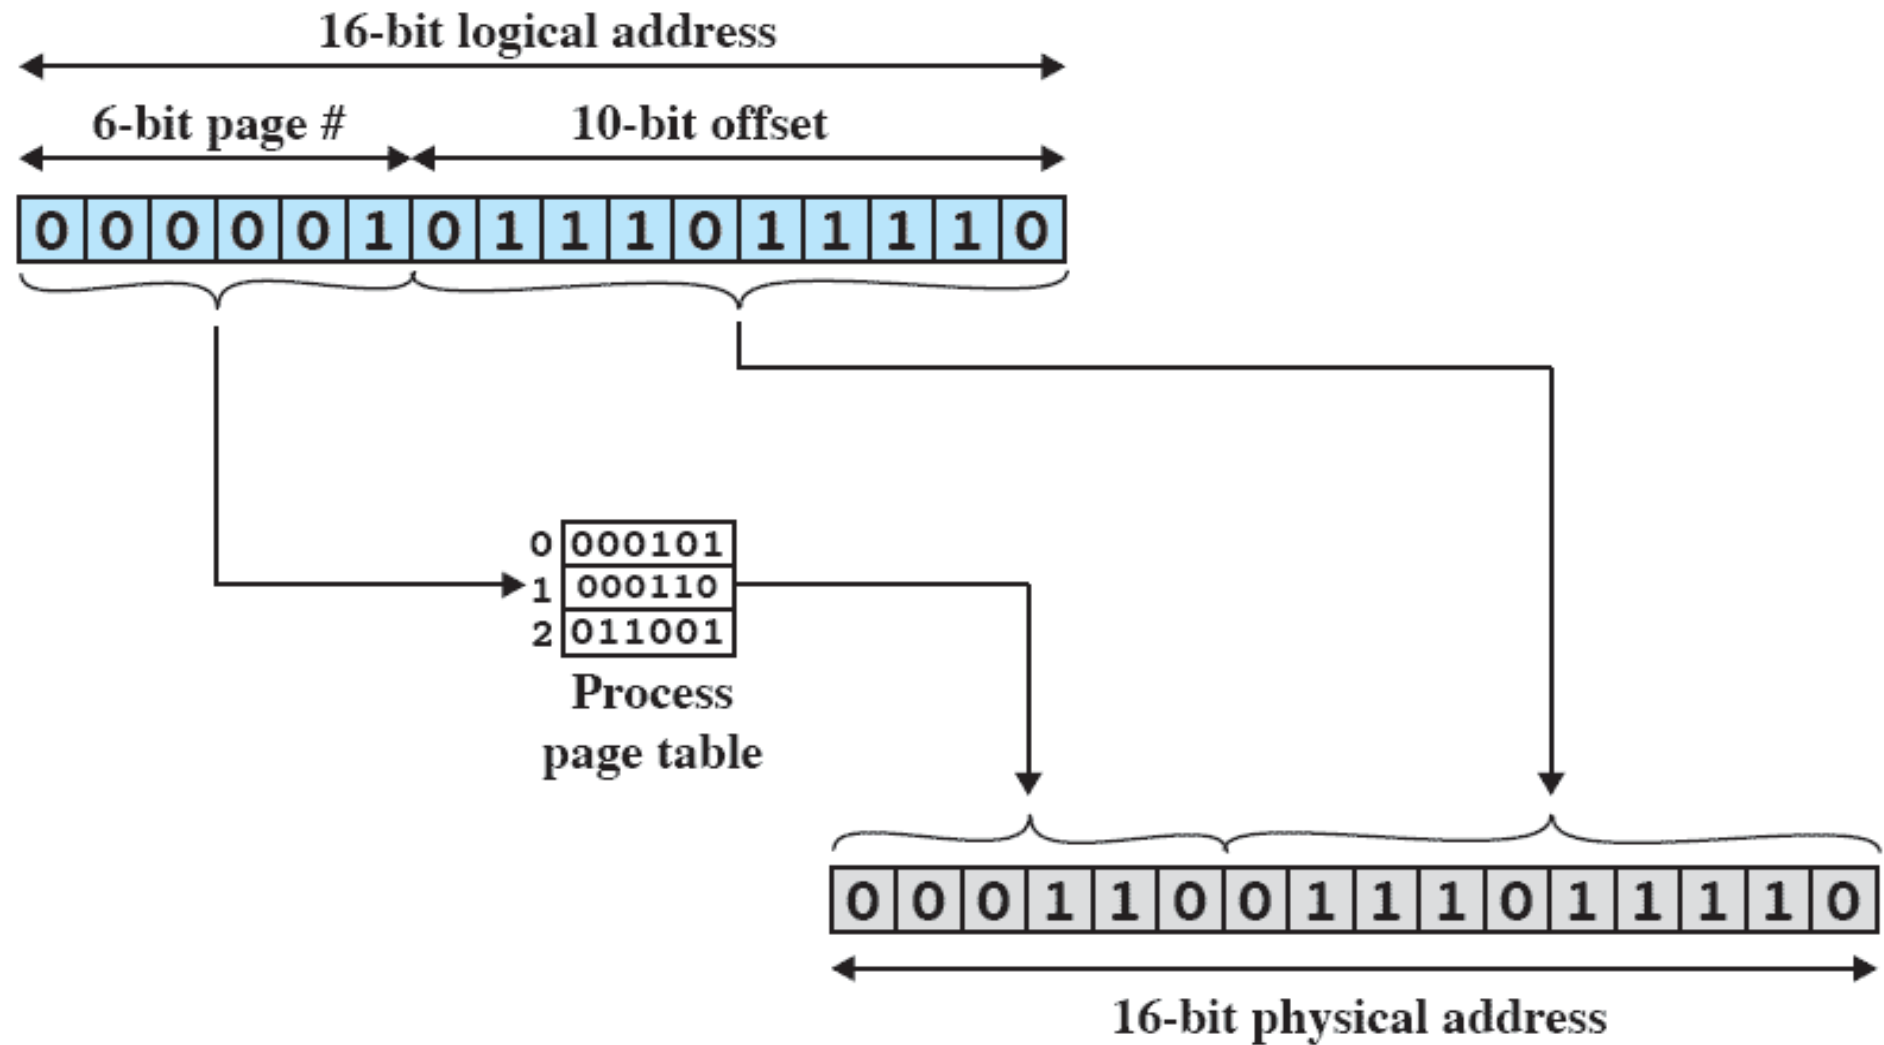 16-bit logical address
6-bit page # 10-bit offset
0 0 0 0 0 1 0 1 1 1 0 1 1 1 1 0
0 000101
1 000110
2 011001
Process
page table
0 0 0 1 1 0 0 1 1 1 0 1 1 1 1 0
16-bit physical address